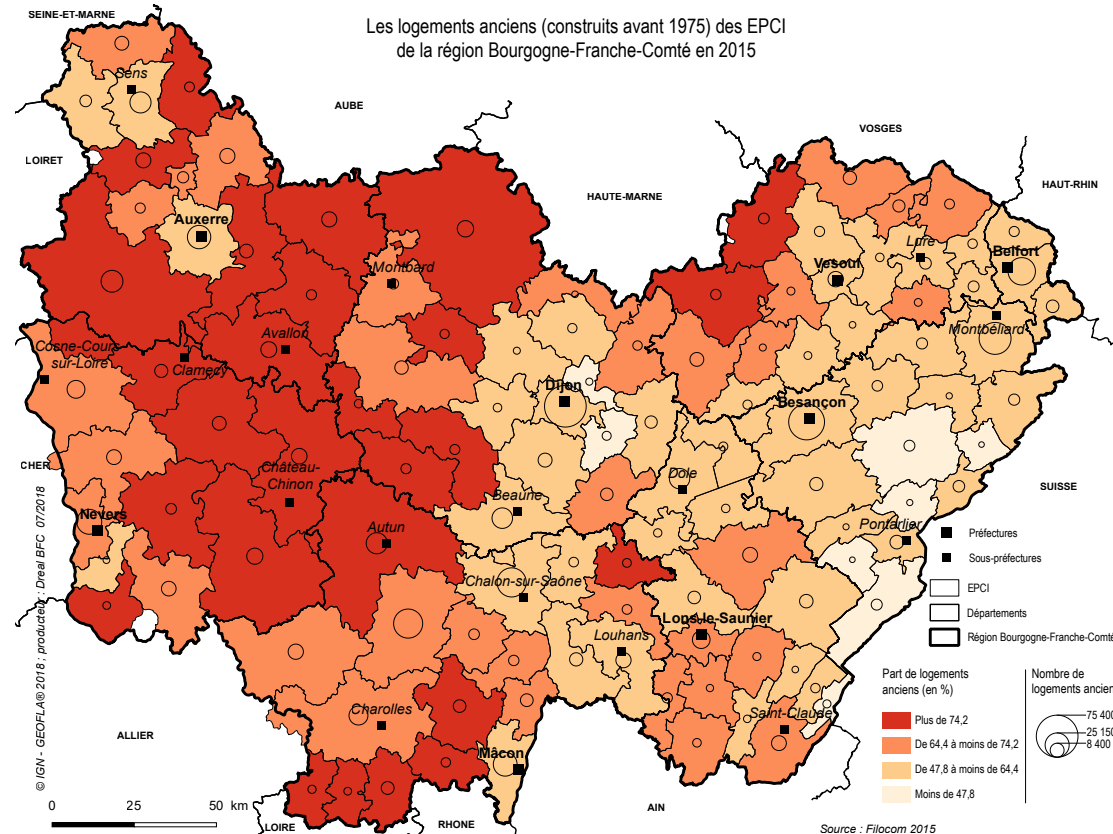 Les logements anciens (construits avant 1975) des EPCI
de la région Bourgogne-Franche-Comté en 2015
SEINE-ET-MARNE
AUBE
VOSGES
LOIRET
HAUTE-MARNE
HAUT-RHIN
Sens
Auxerre
Montbard
Lure
Belfort
Vesoul
Montbéliard
Avallon
Cosne-Cours-
sur-Loire
Clamecy
Dijon
Besançon
CHER
Château-
Chinon
Dole
Beaune
Nevers
Autun
Pontarlier
SUISSE
Chalon-sur-Saône
Lons-le-Saunier
Louhans
Charolles
Saint-Claude
Mâcon
ALLIER
LOIRE
RHONE
AIN
Préfectures
Sous-préfectures
EPCI
Départements
Région Bourgogne-Franche-Comté
Part de logements
anciens (en %)
Plus de 74,2
De 64,4 à moins de 74,2
De 47,8 à moins de 64,4
Moins de 47,8
Nombre de
logements ancien
75 400
25 150
8 400
© IGN - GEOFLA® 2018 ; producteur : Dreal BFC 07/2018
0 25 50 km
Source : Filocom 2015